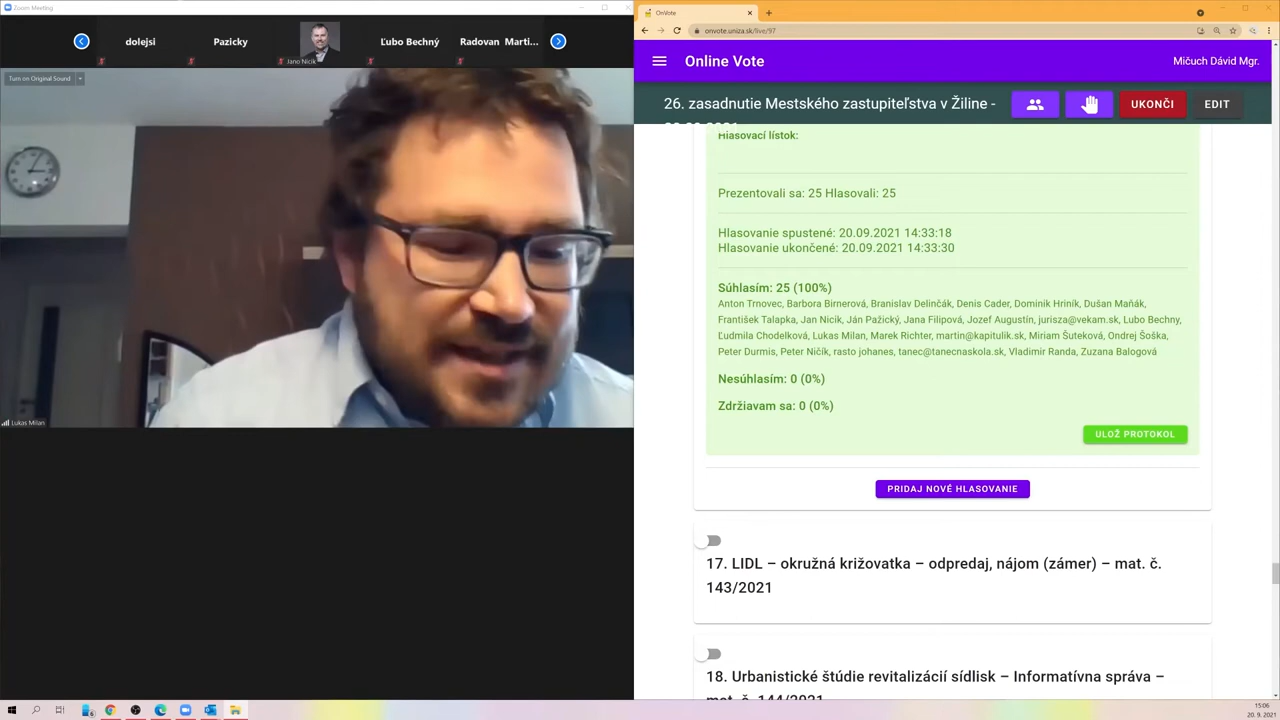 Zoom Meeting
dolejsi
Pazicky
Jano Nicik
Ľubo Bechný
Radovan Marti...
Turn on Original Sound
Lukas Milan
OnVote
onvote.uniza.sk/live/97
Online Vote
Mičuch Dávid Mgr.
26. zasadnutie Mestského zastupiteľstva v Žiline -
UKONČI
EDIT
Hlasovací lístok:
Prezentovali sa: 25 Hlasovali: 25
Hlasovanie spustené: 20.09.2021 14:33:18
Hlasovanie ukončené: 20.09.2021 14:33:30
Súhlasím: 25 (100%)
Anton Trnovec, Barbora Birnerová, Branislav Delinčák, Denis Cader, Dominik Hriník, Dušan Maňák,
František Talapka, Jan Nicik, Ján Pažický, Jana Filipová, Jozef Augustín, jurisza@vekam.sk, Lubo Bechny,
Ľudmila Chodelková, Lukas Milan, Marek Richter, martin@kapitulik.sk, Miriam Šuteková, Ondrej Šoška,
Peter Durmis, Peter Ničík, rasto johanes, tanec@tanecnaskola.sk, Vladimir Randa, Zuzana Balogová
Nesúhlasím: 0 (0%)
Zdržiavam sa: 0 (0%)
ULOŽ PROTOKOL
PRIDAJ NOVÉ HLASOVANIE
17. LIDL – okružná križovatka – odpredaj, nájom (zámer) – mat. č.
143/2021
18. Urbanistické štúdie revitalizácií sídlisk – Informatívna správa –
mat. č. 144/2021
15:06
20. 9. 2021